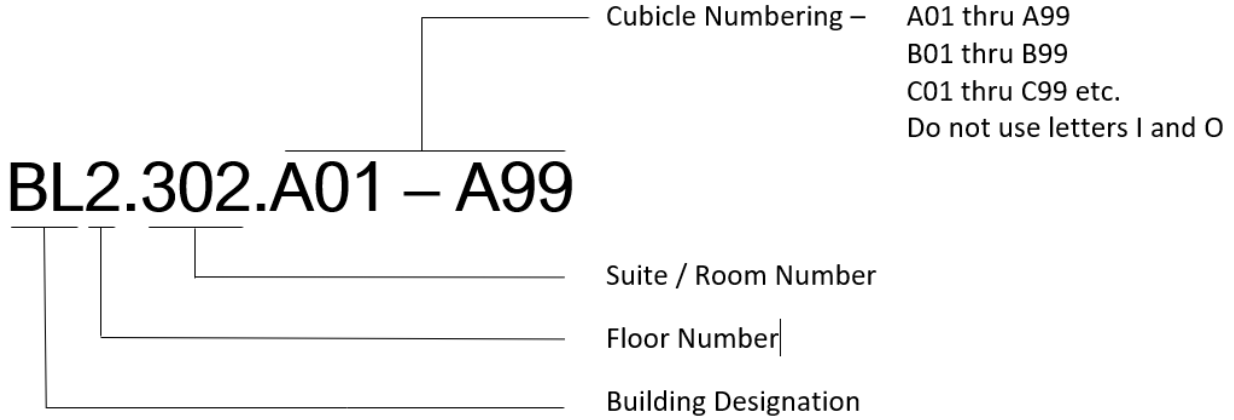 Cubicle Numbering – A01 thru A99
B01 thru B99
C01 thru C99 etc.
Do not use letters I and O
BL2.302.A01 – A99
Suite / Room Number
Floor Number
Building Designation